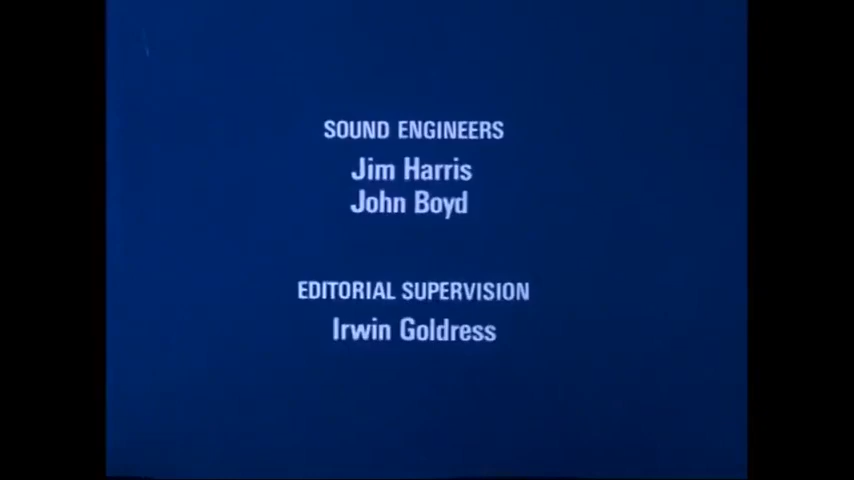 SOUND ENGINEERS
Jim Harris
John Boyd
EDITORIAL SUPERVISION
Irwin Goldress